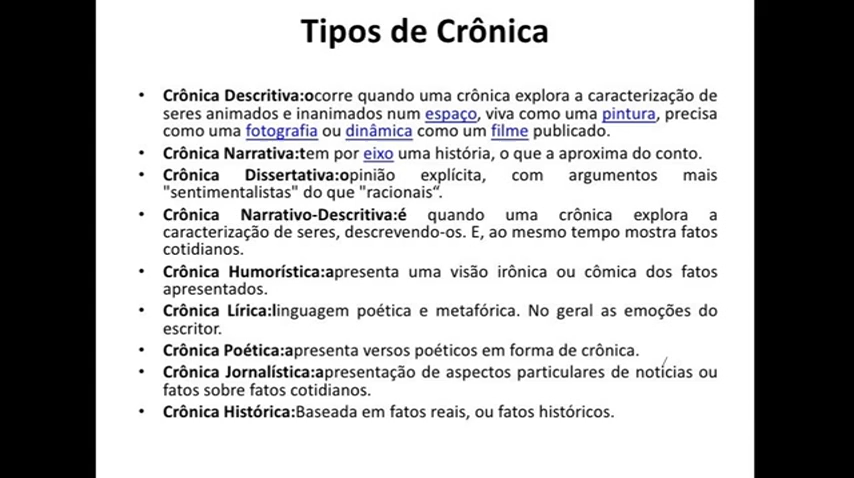 Tipos de Crônica
• Crônica Descritiva:ocorre quando uma crônica explora a caracterização de
seres animados e inanimados num espaço, viva como uma pintura, precisa
como uma fotografia ou dinâmica como um filme publicado.
• Crônica Narrativa:tem por eixo uma história, o que a aproxima do conto.
• Crônica Dissertativa:opinião explícita, com argumentos mais
"sentimentalistas" do que "racionais“.
• Crônica Narrativo-Descritiva:é quando uma crônica explora a
caracterização de seres, descrevendo-os. E, ao mesmo tempo mostra fatos
cotidianos.
• Crônica Humorística:apresenta uma visão irônica ou cômica dos fatos
apresentados.
• Crônica Lírica:linguagem poética e metafórica. No geral as emoções do
escritor.
• Crônica Poética:apresenta versos poéticos em forma de crônica.
• Crônica Jornalística:apresentação de aspectos particulares de notícias ou
fatos sobre fatos cotidianos.
• Crônica Histórica:Baseada em fatos reais, ou fatos históricos.